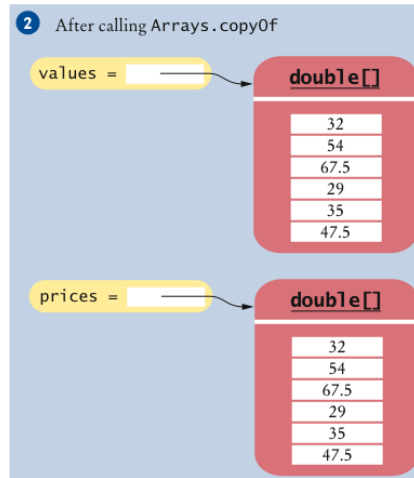 2 After calling Arrays.copyOf
values =
double[]
32
54
67.5
29
35
47.5
prices =
double[]
32
54
67.5
29
35
47.5